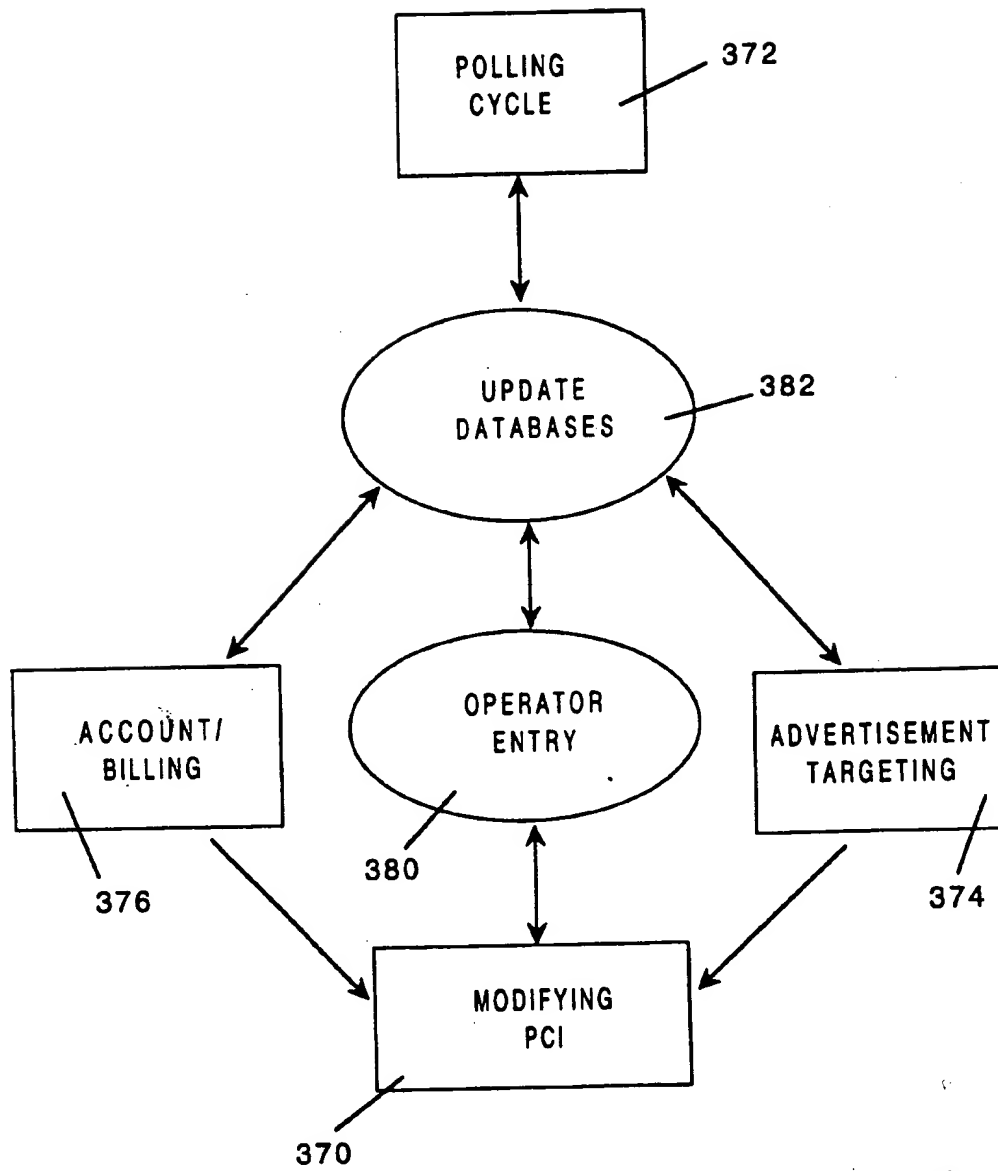 POLLING
CYCLE
372
UPDATE
DATABASES
382
ACCOUNT/
BILLING
376
OPERATOR
ENTRY
380
ADVERTISEMENT
TARGETING
374
MODIFYING
PCI
370